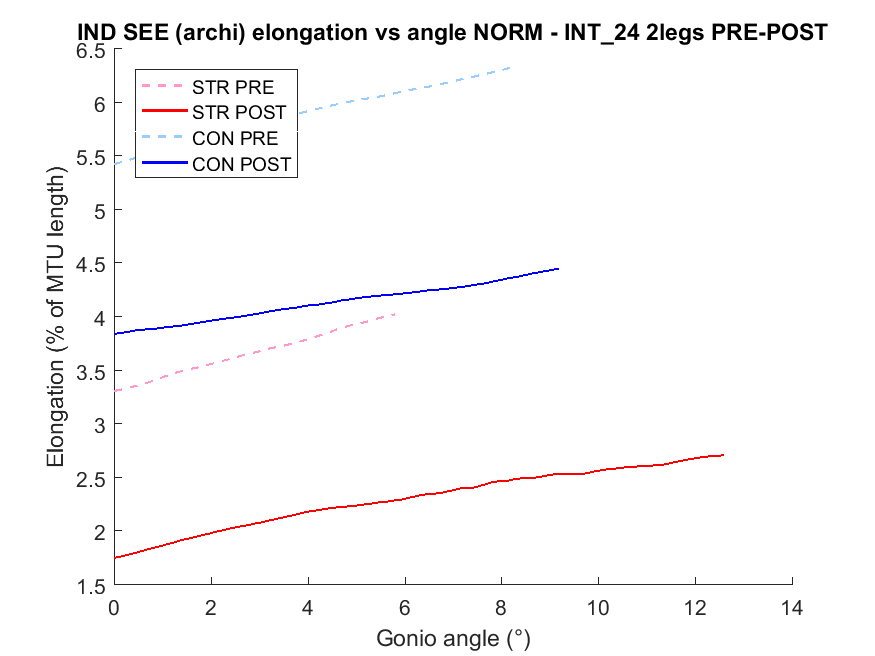 IND SEE (archi) elongation vs angle NORM - INT_24 2legs PRE-POST
6.5
6
5.5
5
4.5
4
3.5
3
2.5
2
1.5
Elongation (% of MTU length)
STR PRE
STR POST
CON PRE
CON POST
0 2 4 6 8 10 12 14
Gonio angle (°)